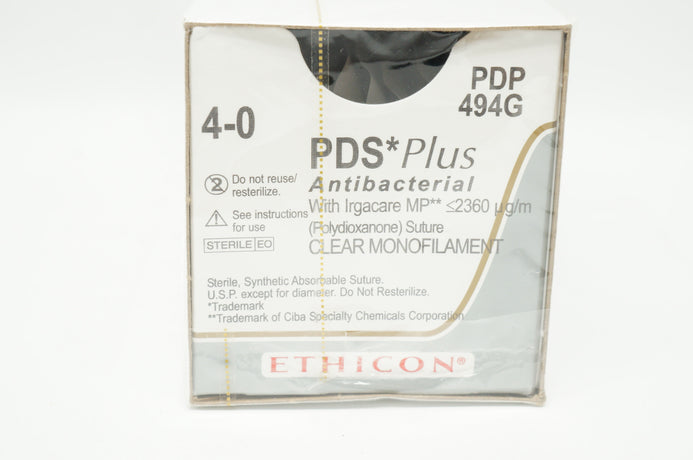 PDP
494G
4-0
PDS*Plus
Antibacterial
Do not reuse/
resterilize.
2
With Irgacare MP** ≤2360 µg/m
See instructions
for use
(Polydioxanone) Suture
STERILE EO
CLEAR MONOFILAMENT
Sterile, Synthetic Absorbable Suture.
U.S.P. except for diameter. Do Not Resterilize.
*Trademark
**Trademark of Ciba Specialty Chemicals Corporation
ETHICON®